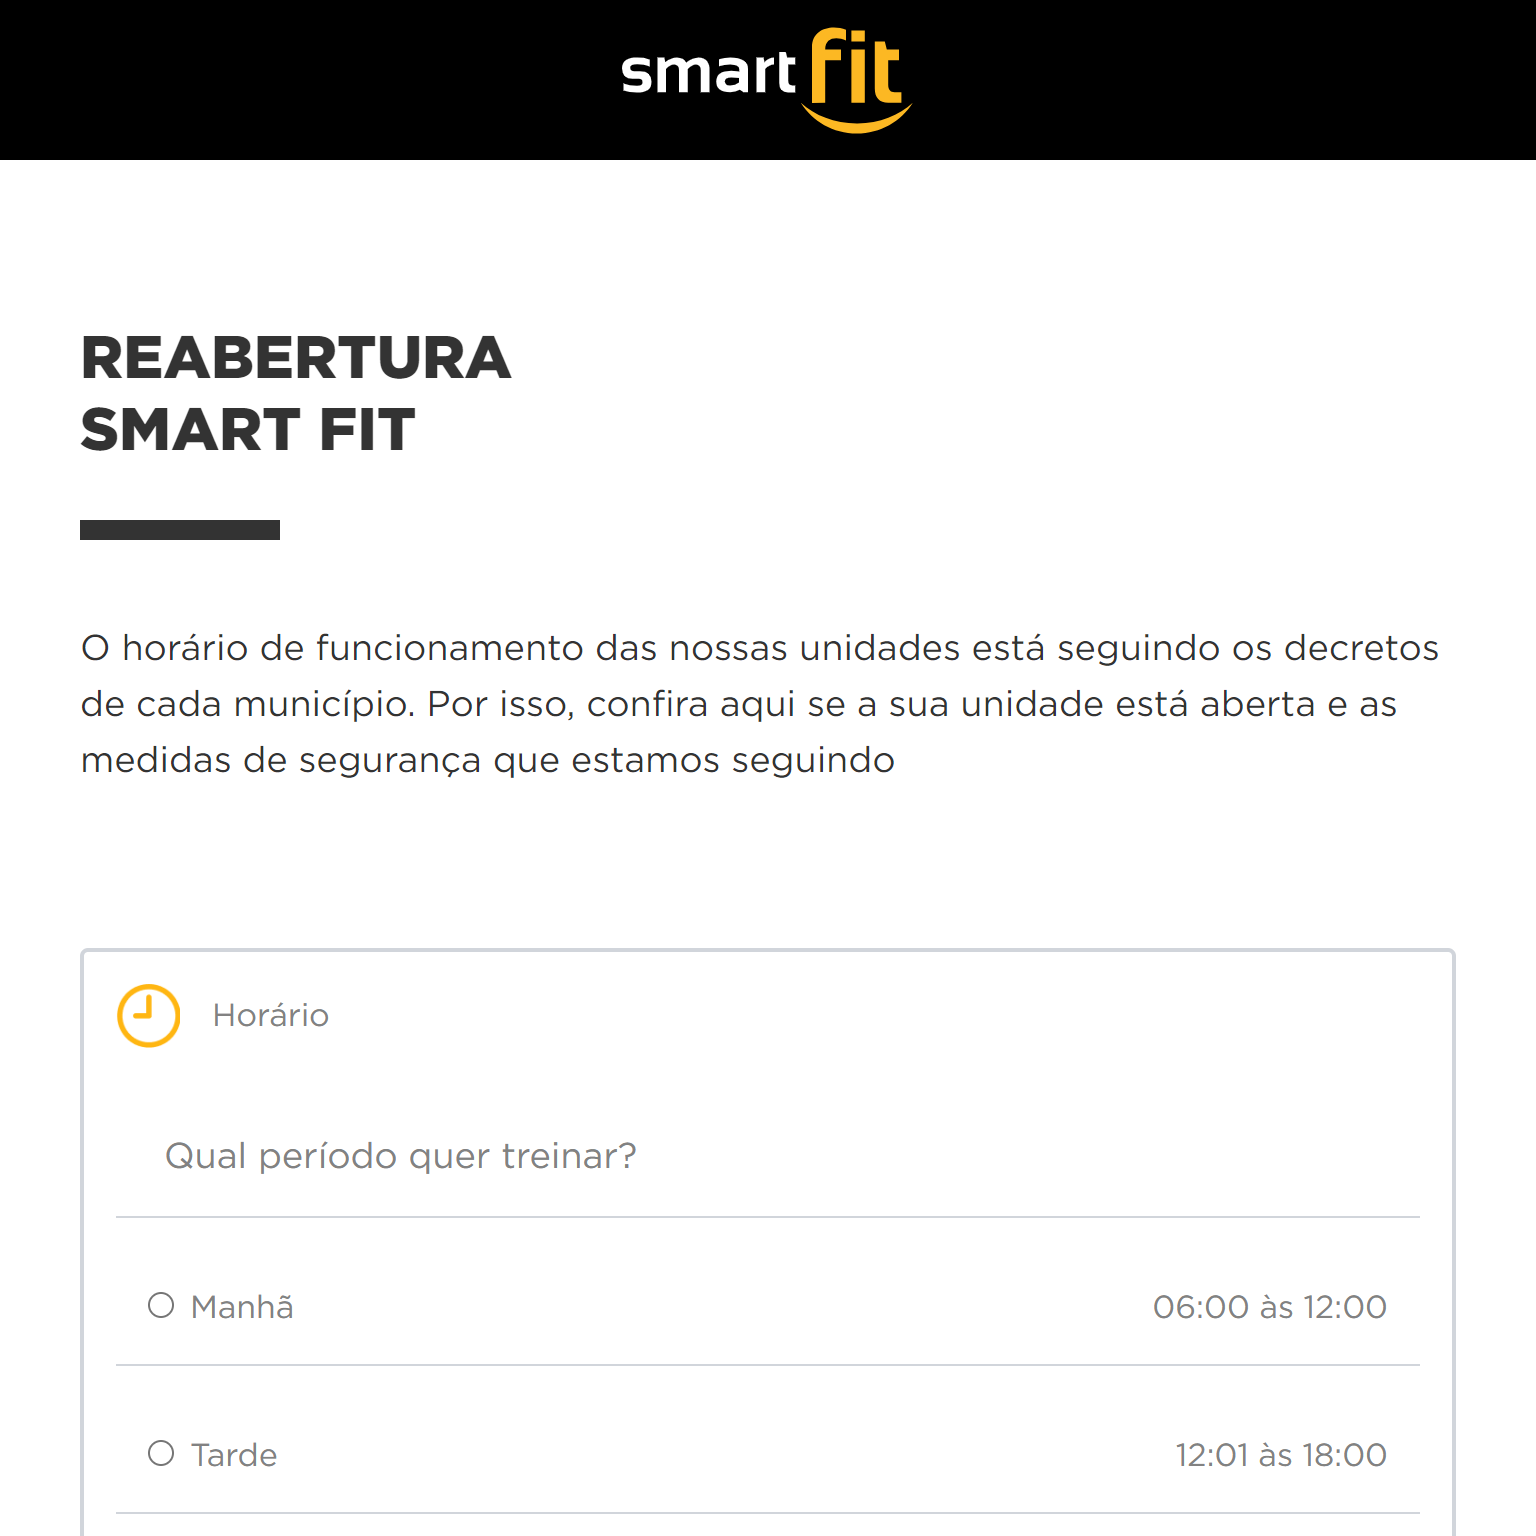 smart fit
REABERTURA
SMART FIT
O horário de funcionamento das nossas unidades está seguindo os decretos
de cada município. Por isso, confira aqui se a sua unidade está aberta e as
medidas de segurança que estamos seguindo
Horário
Qual período quer treinar?
Manhã 06:00 às 12:00
Tarde 12:01 às 18:00